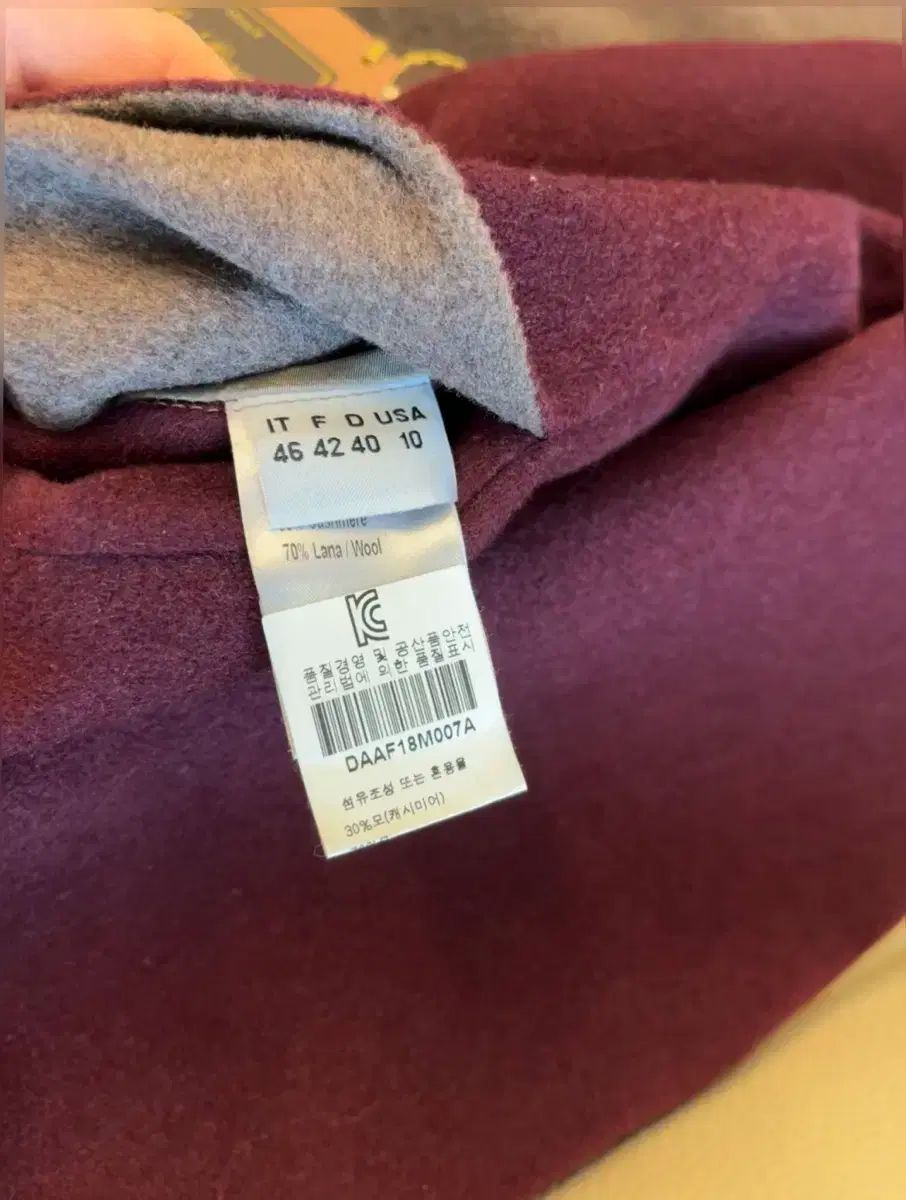 IT F D USA
46 42 40 10
Cashmere
70% Lana / Wool
품질경영 및 공산품안전
관리법에 의한 품질표시
DAAF18M007A
섬유조성 또는 혼용율
30%모(캐시미어)